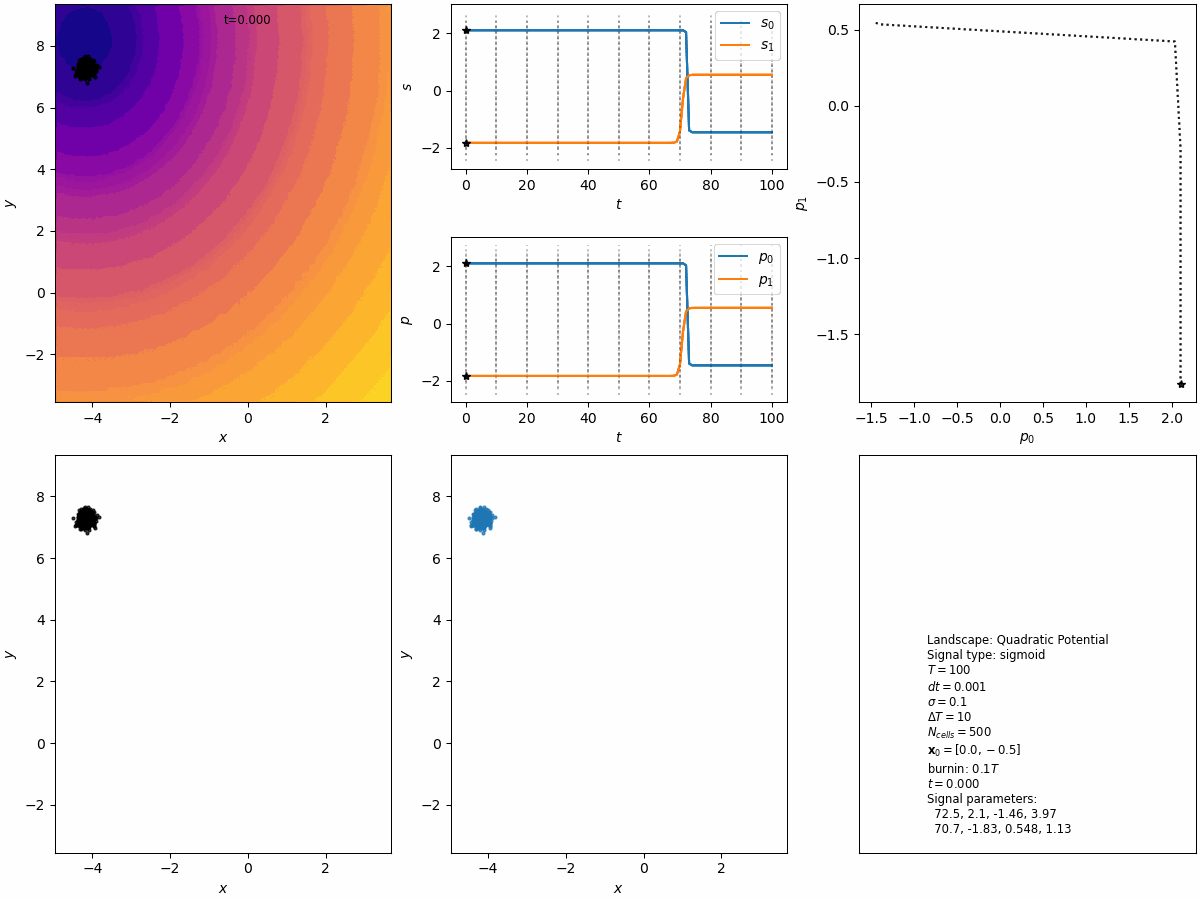 t=0.000
8
6
4
2
0
−2
y
−4 −2 0 2
x
2
0
−2
s
s₀
s₁
0 20 40 60 80 100
t
2
0
−2
p
p₀
p₁
0 20 40 60 80 100
t
0.5
0.0
−0.5
−1.0
−1.5
p₁
−1.5 −1.0 −0.5 0.0 0.5 1.0 1.5 2.0
p₀
8
6
4
2
0
−2
y
−4 −2 0 2
x
8
6
4
2
0
−2
y
−4 −2 0 2
x
Landscape: Quadratic Potential
Signal type: sigmoid
T = 100
dt = 0.001
σ = 0.1
ΔT = 10
N_cells = 500
x₀ = [0.0, −0.5]
burnin: 0.1T
t = 0.000
Signal parameters:
72.5, 2.1, -1.46, 3.97
70.7, -1.83, 0.548, 1.13